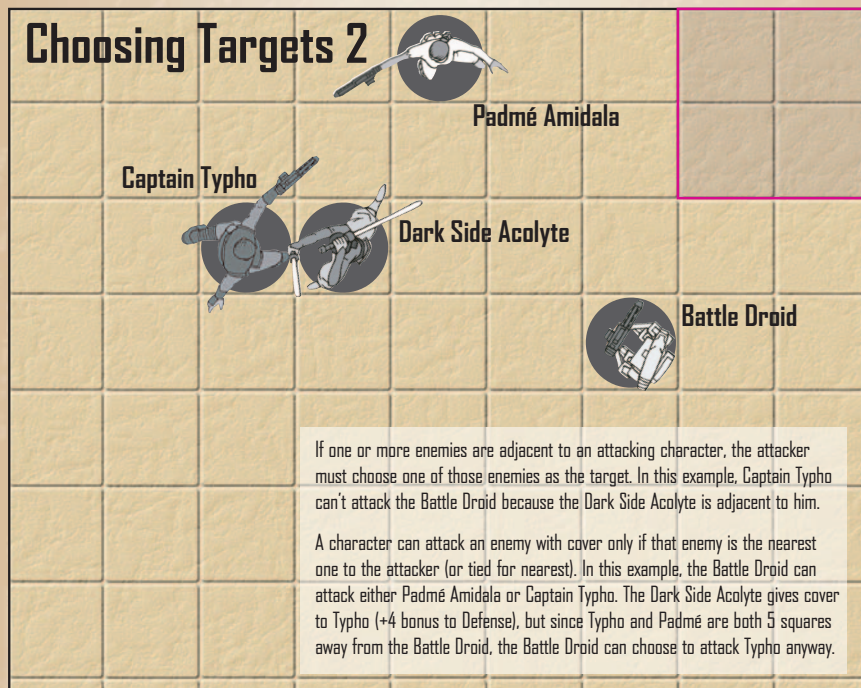 Choosing Targets 2
Padmé Amidala
Captain Typho
Dark Side Acolyte
Battle Droid
If one or more enemies are adjacent to an attacking character, the attacker
must choose one of those enemies as the target. In this example, Captain Typho
can't attack the Battle Droid because the Dark Side Acolyte is adjacent to him.
A character can attack an enemy with cover only if that enemy is the nearest
one to the attacker (or tied for nearest). In this example, the Battle Droid can
attack either Padmé Amidala or Captain Typho. The Dark Side Acolyte gives cover
to Typho (+4 bonus to Defense), but since Typho and Padmé are both 5 squares
away from the Battle Droid, the Battle Droid can choose to attack Typho anyway.